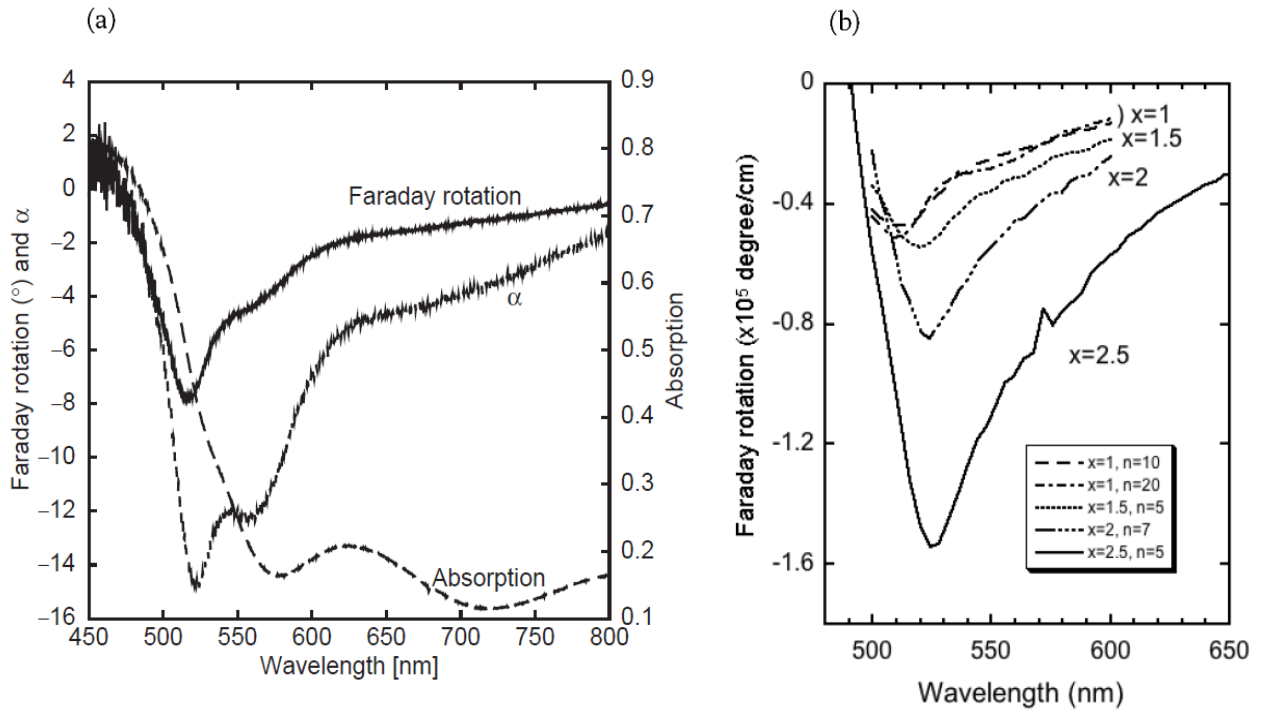 (a)
4
2
0
−2
−4
−6
−8
−10
−12
−14
−16
Faraday rotation (°) and α
0.9
0.8
0.7
0.6
0.5
0.4
0.3
0.2
0.1
Absorption
Faraday rotation
α
Absorption
450 500 550 600 650 700 750 800
Wavelength [nm]
(b)
0
-0.4
-0.8
-1.2
-1.6
Faraday rotation (x10⁵ degree/cm)
) x=1
x=1.5
x=2
x=2.5
x=1, n=10
x=1, n=20
x=1.5, n=5
x=2, n=7
x=2.5, n=5
500 550 600 650
Wavelength (nm)